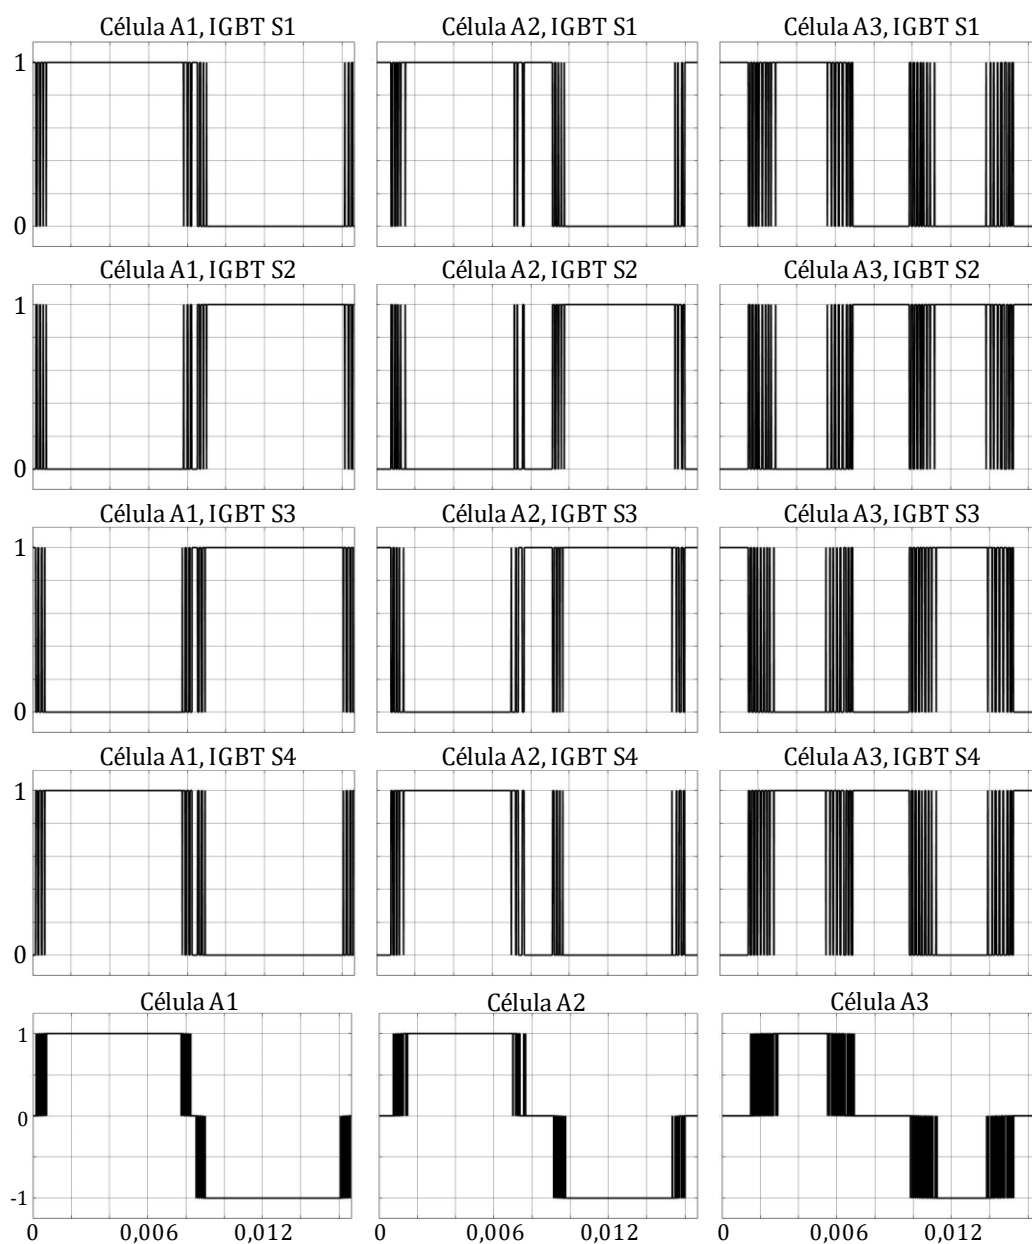 Célula A1, IGBT S1 Célula A2, IGBT S1 Célula A3, IGBT S1
1
0
Célula A1, IGBT S2 Célula A2, IGBT S2 Célula A3, IGBT S2
1
0
Célula A1, IGBT S3 Célula A2, IGBT S3 Célula A3, IGBT S3
1
0
Célula A1, IGBT S4 Célula A2, IGBT S4 Célula A3, IGBT S4
1
0
Célula A1 Célula A2 Célula A3
1
0
-1
0 0,006 0,012 0 0,006 0,012 0 0,006 0,012